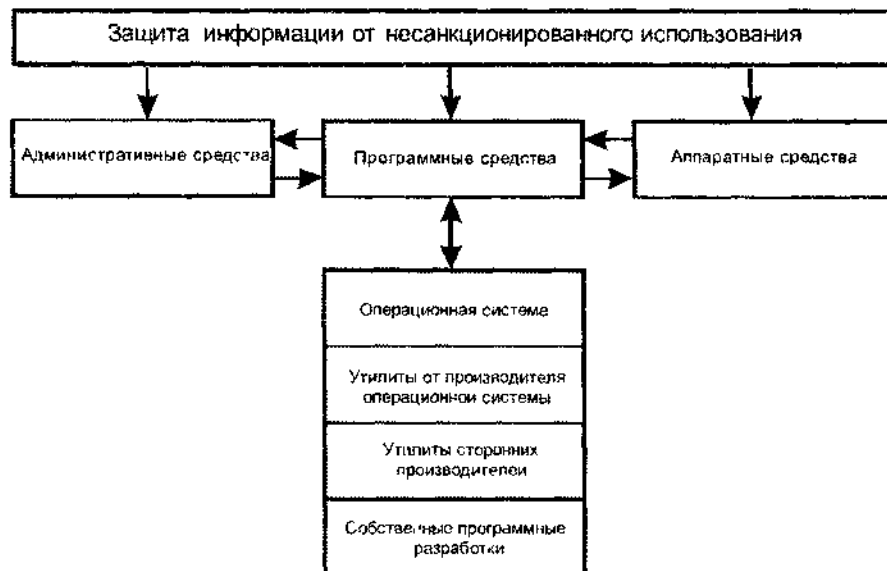 Защита информации от несанкционированного использования
Административные средства
Программные средства
Аппаратные средства
Операционная система
Утилиты от производителя
операционной системы
Утилиты сторонних
производителей
Собственные программные
разработки